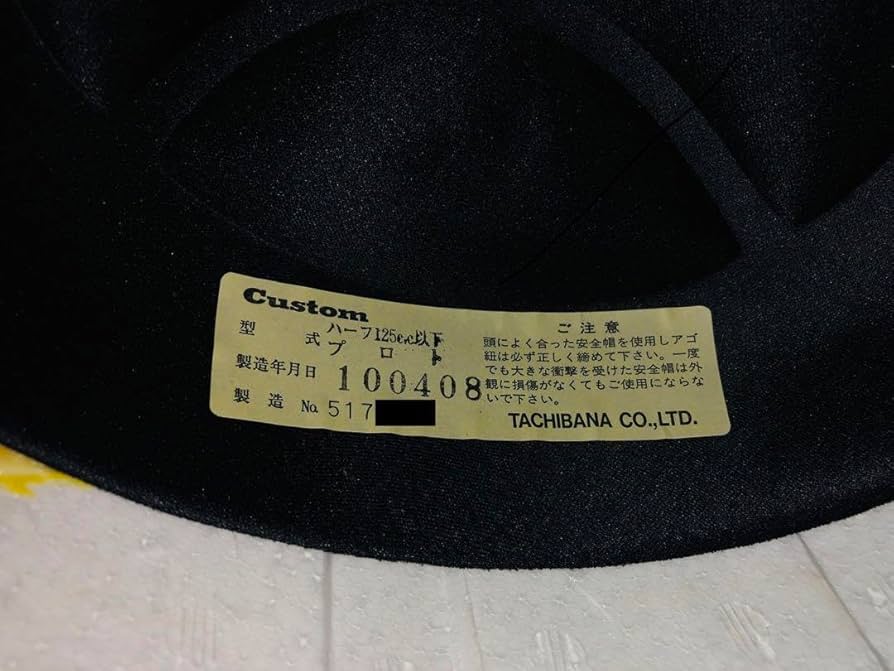 Custom
型 式 ハーフ125c.c以下
プロト
製造年月日 100408
製造 No. 517
ご注意
頭によく合った安全帽を使用しアゴ
紐は必ず正しく締めて下さい。一度
でも大きな衝撃を受けた安全帽は外
観に損傷がなくてもご使用にならな
いで下さい。
TACHIBANA CO.,LTD.